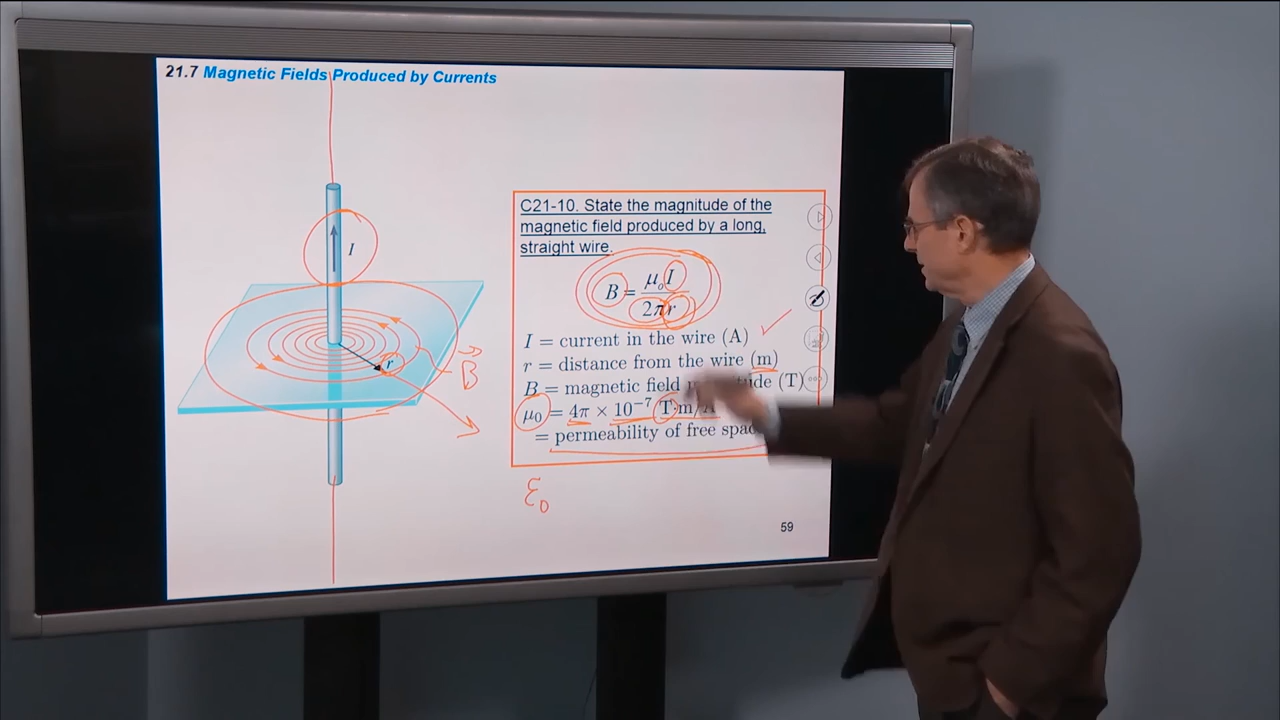 21.7 Magnetic Fields Produced by Currents
I
r
B
C21-10. State the magnitude of the
magnetic field produced by a long,
straight wire.
B = μ₀I / 2πr
I = current in the wire (A)
r = distance from the wire (m)
B = magnetic field (T)
μ₀ = 4π × 10⁻⁷ T·m/
= permeability of free
ε₀
59